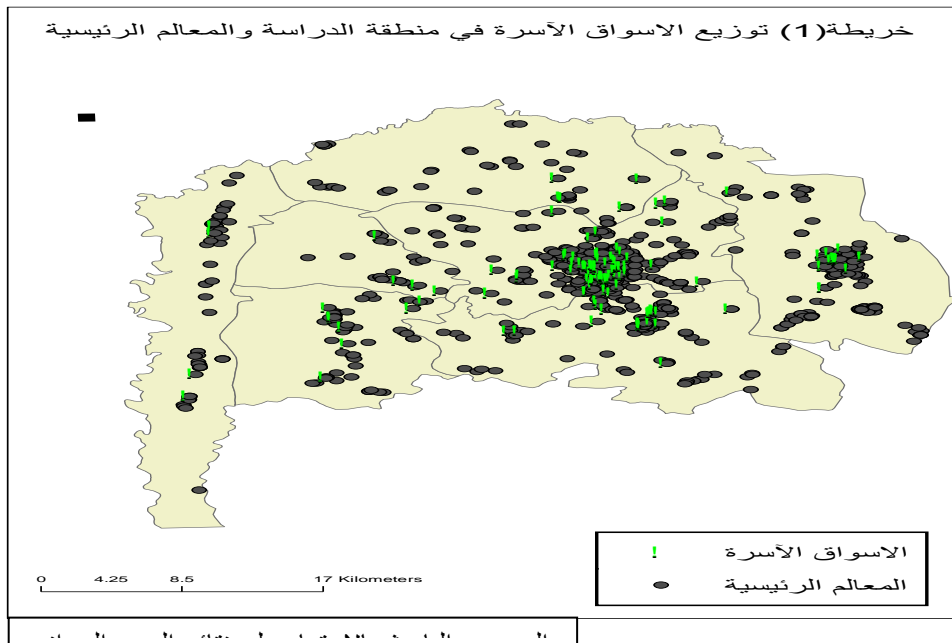 خريطة(1) توزيع الاسواق الآسرة في منطقة الدراسة والمعالم الرئيسية
الاسواق الآسرة
المعالم الرئيسية
0 4.25 8.5 17 Kilometers